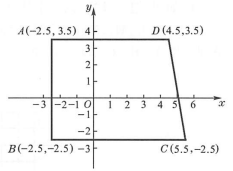 y
A(−2.5, 3.5) 4 D(4.5, 3.5)
3
2
1
−3 −2 −1 O 1 2 3 4 5 6 x
−1
−2
B(−2.5, −2.5) −3 C(5.5, −2.5)